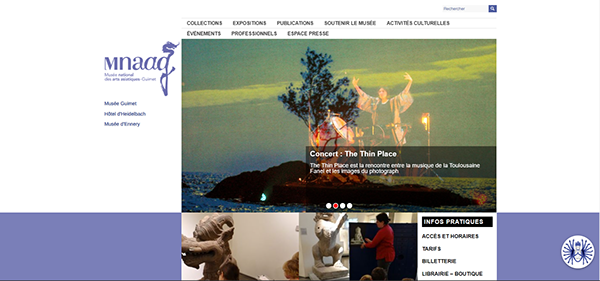 Rechercher
COLLECTIONS EXPOSITIONS PUBLICATIONS SOUTENIR LE MUSÉE ACTIVITÉS CULTURELLES
ÉVÉNEMENTS PROFESSIONNELS ESPACE PRESSE
mnaag
Musée national
des arts asiatiques Guimet
Musée Guimet
Hôtel d'Heidelbach
Musée d'Ennery
Concert : The Thin Place
The Thin Place est la rencontre entre la musique de la Toulousaine
Fanel et les images du photograph
INFOS PRATIQUES
ACCÈS ET HORAIRES
TARIFS
BILLETTERIE
LIBRAIRIE – BOUTIQUE